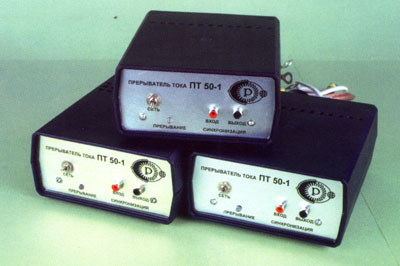 ПРЕРЫВАТЕЛЬ ТОКА ПТ 50-1
D
СЕТЬ
ВХОД ВЫХОД
ПРЕРЫВАНИЕ СИНХРОНИЗАЦИЯ
ПРЕРЫВАТЕЛЬ ТОКА ПТ 50-1
D
СЕТЬ
ВХОД ВЫХОД
ПРЕРЫВАНИЕ СИНХРОНИЗАЦИЯ
ПРЕРЫВАТЕЛЬ ТОКА ПТ 50-1
D
СЕТЬ
ВХОД ВЫХОД
ПРЕРЫВАНИЕ СИНХРОНИЗАЦИЯ